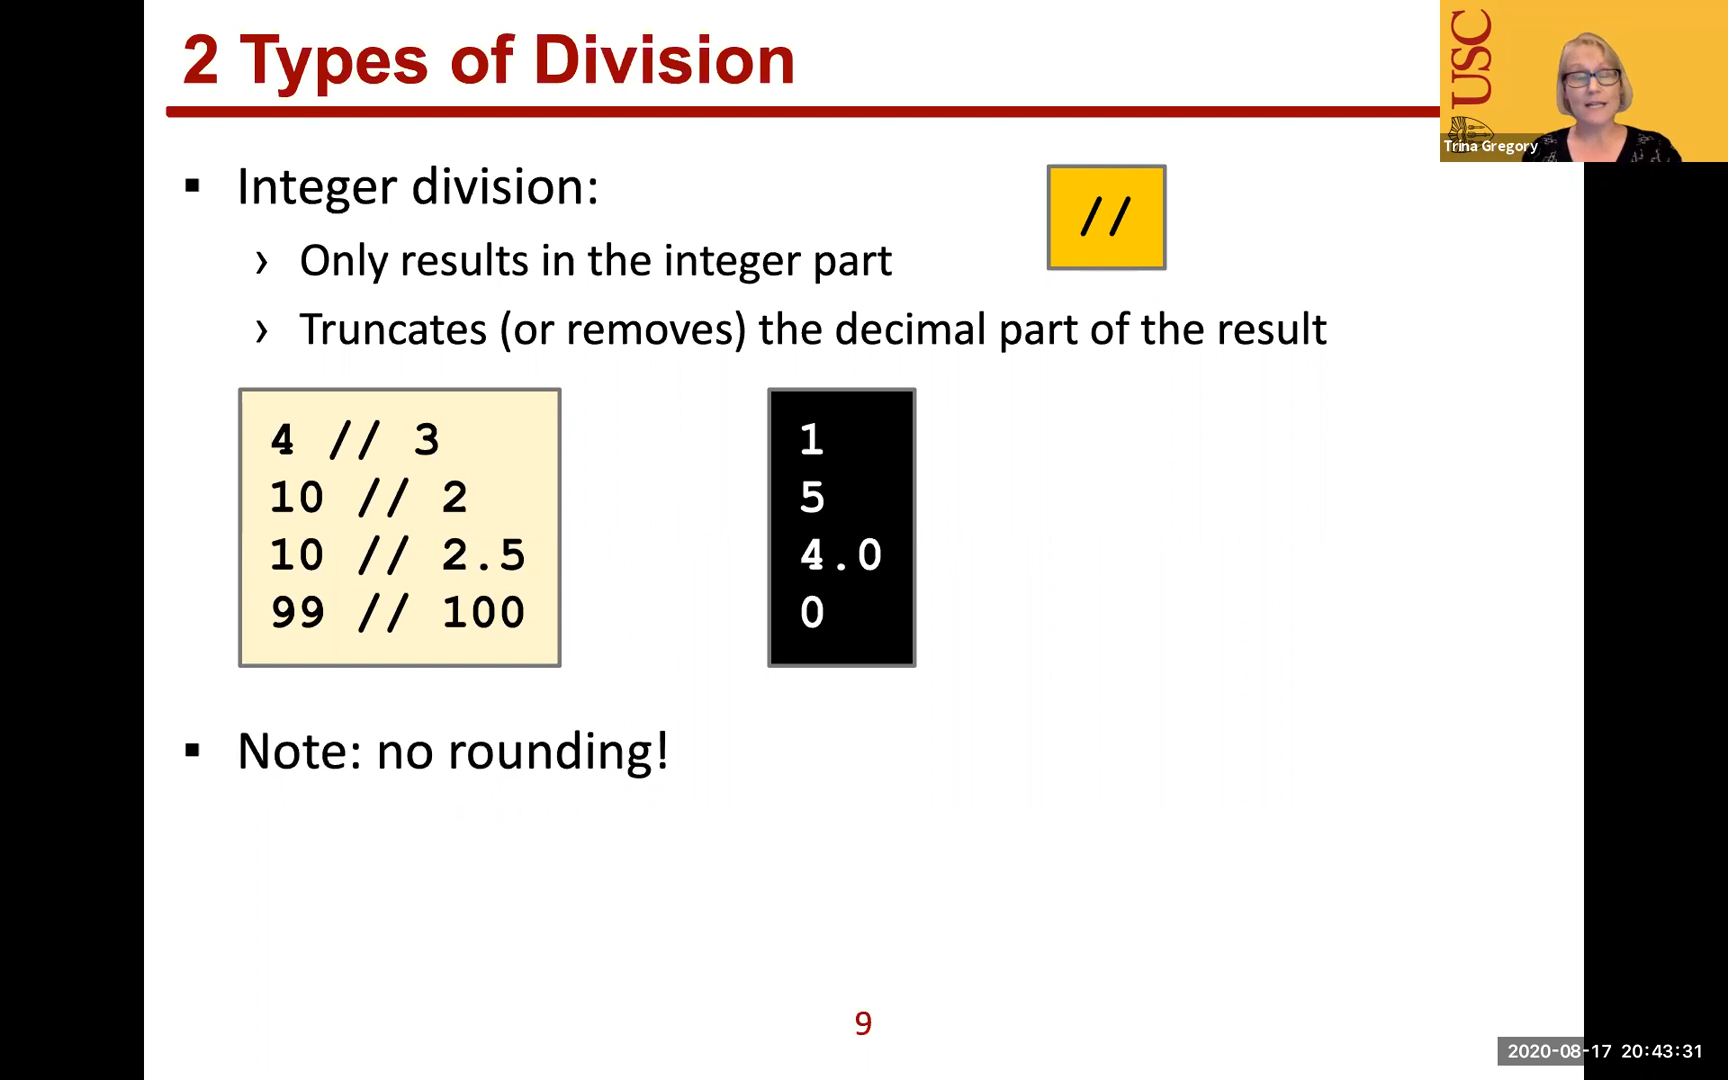 2 Types of Division
USC
Trina Gregory
▪ Integer division:
//
› Only results in the integer part
› Truncates (or removes) the decimal part of the result
4 // 3
10 // 2
10 // 2.5
99 // 100
1
5
4.0
0
▪ Note: no rounding!
9
2020-08-17 20:43:31